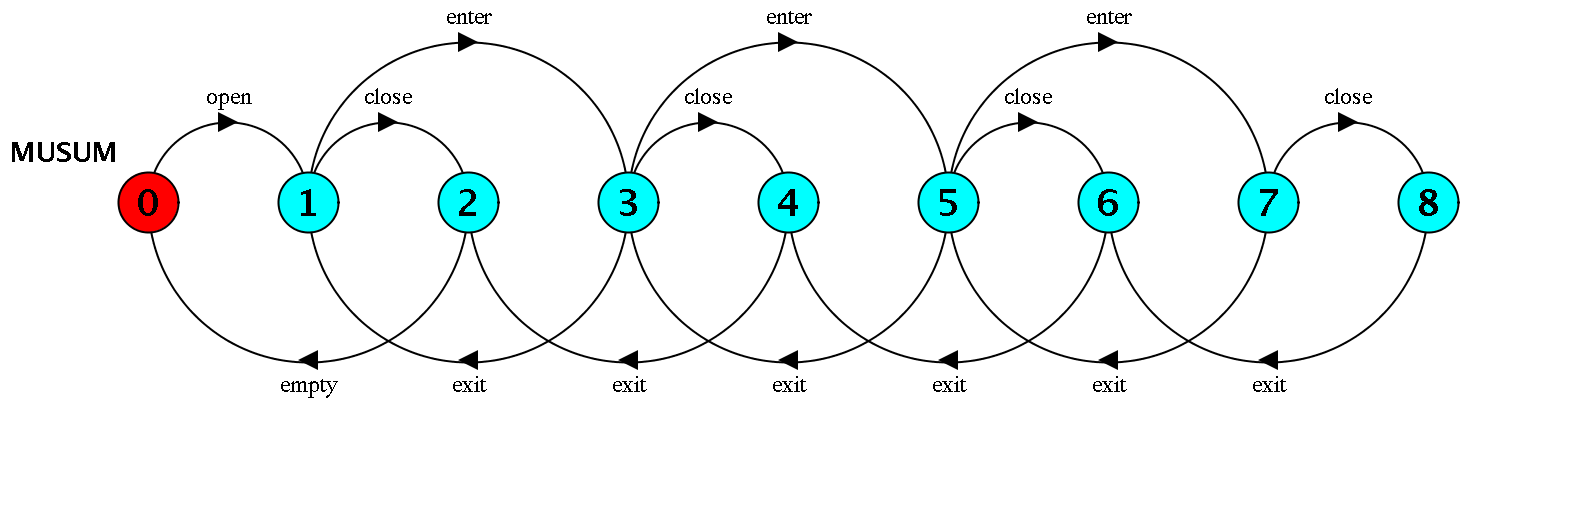 enter enter enter
open close close close close
MUSUM
0 1 2 3 4 5 6 7 8
empty exit exit exit exit exit exit